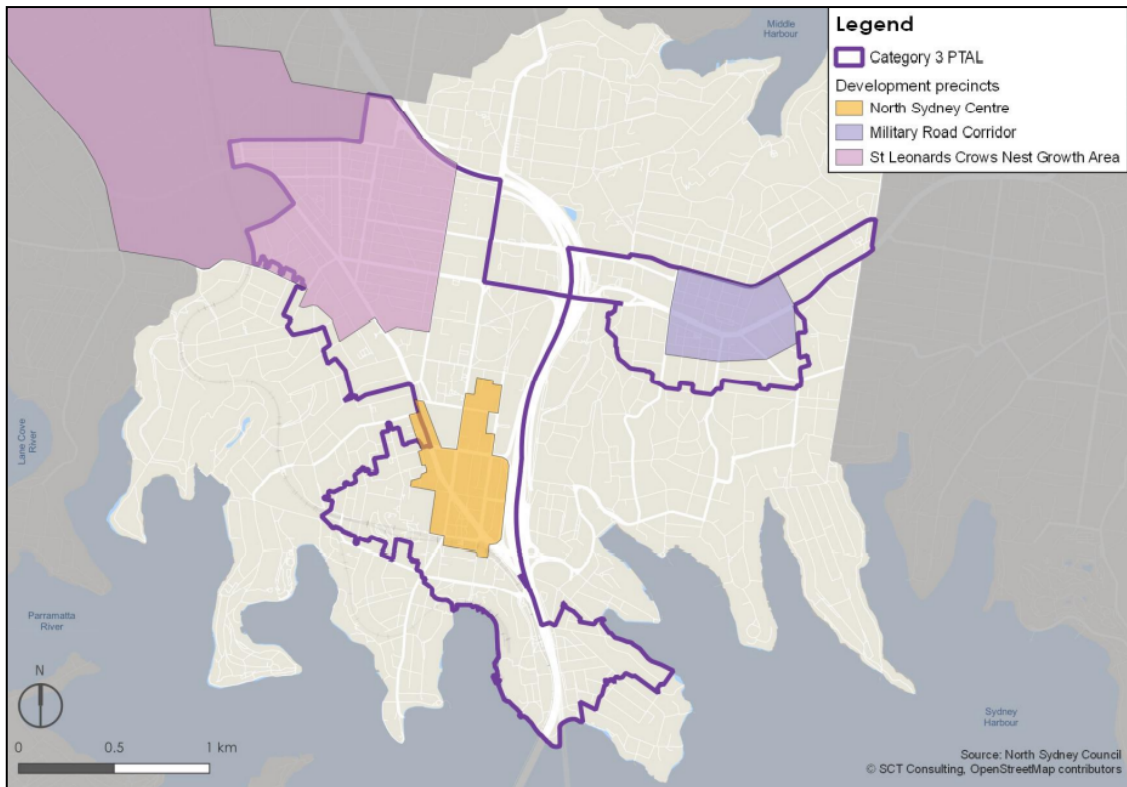 Middle
Harbour
Legend
Category 3 PTAL
Development precincts
North Sydney Centre
Military Road Corridor
St Leonards Crows Nest Growth Area
Lane Cove
River
Parramatta
River
N
0 0.5 1 km
Sydney
Harbour
Source: North Sydney Council
© SCT Consulting, OpenStreetMap contributors